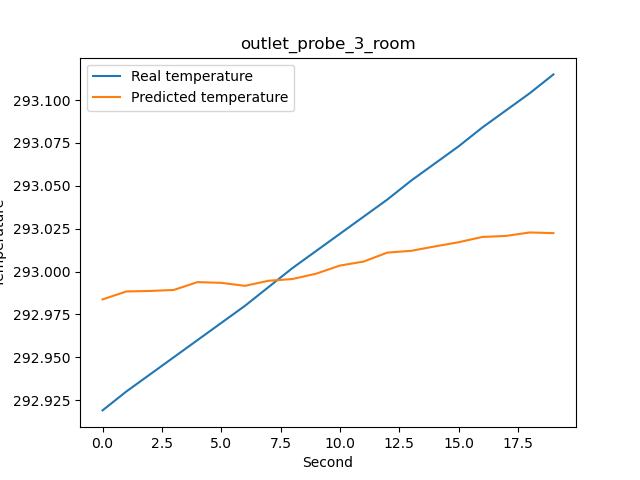 outlet_probe_3_room
Real temperature
Predicted temperature
293.100
293.075
293.050
293.025
293.000
292.975
292.950
292.925
0.0 2.5 5.0 7.5 10.0 12.5 15.0 17.5
Second